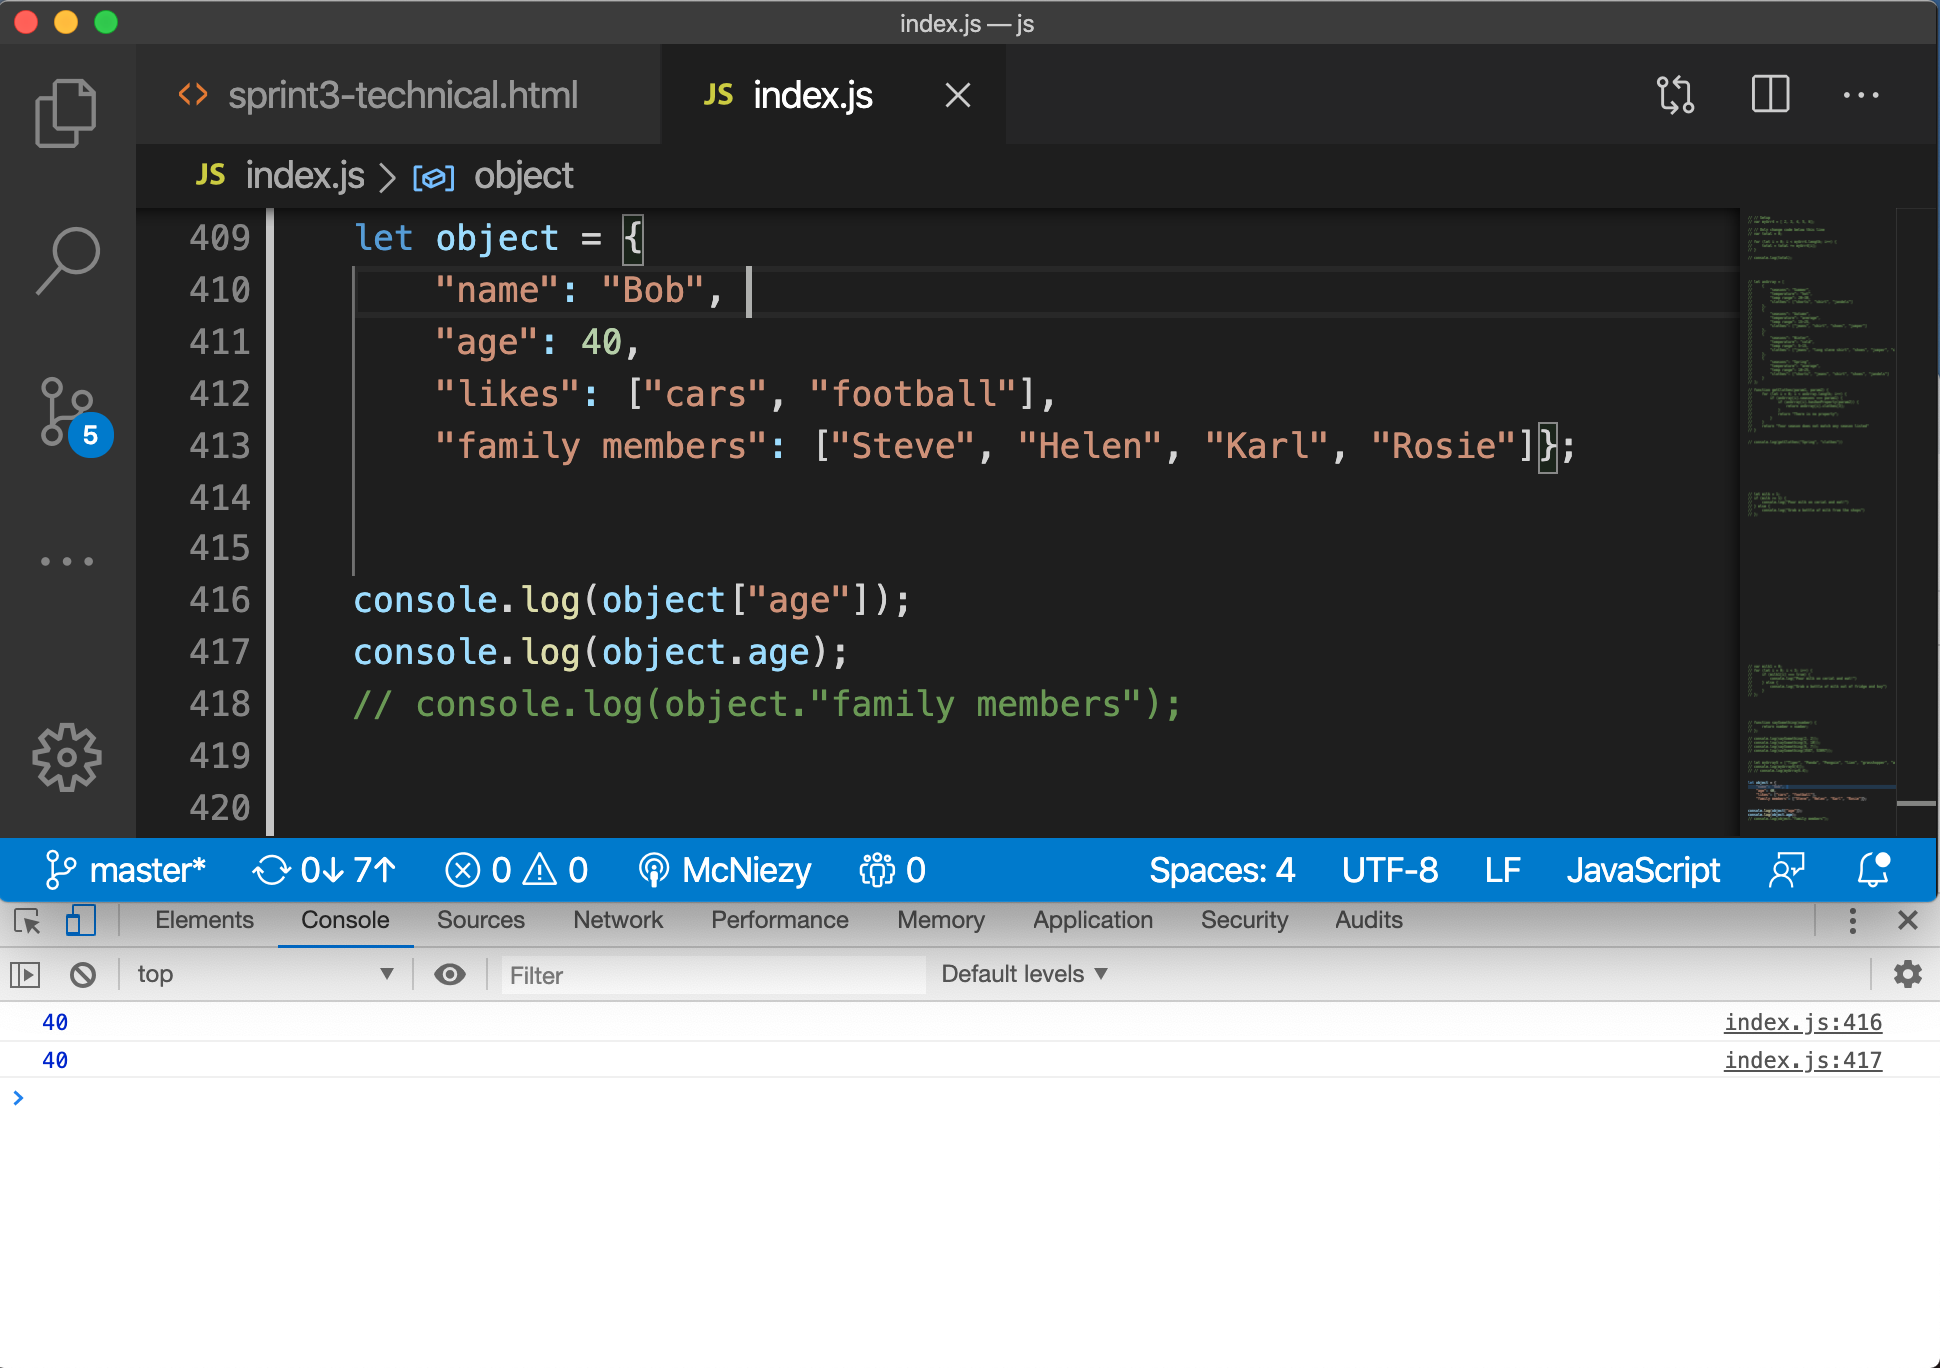 index.js — js
<> sprint3-technical.html JS index.js
JS index.js > object
409 let object = {
410 "name": "Bob",
411 "age": 40,
412 "likes": ["cars", "football"],
413 "family members": ["Steve", "Helen", "Karl", "Rosie"]};
414
415
416 console.log(object["age"]);
417 console.log(object.age);
418 // console.log(object."family members");
419
420
5
master* 0↓ 7↑ 0 0 McNiezy 0 Spaces: 4 UTF-8 LF JavaScript
Elements Console Sources Network Performance Memory Application Security Audits
top Filter Default levels
40 index.js:416
40 index.js:417
>